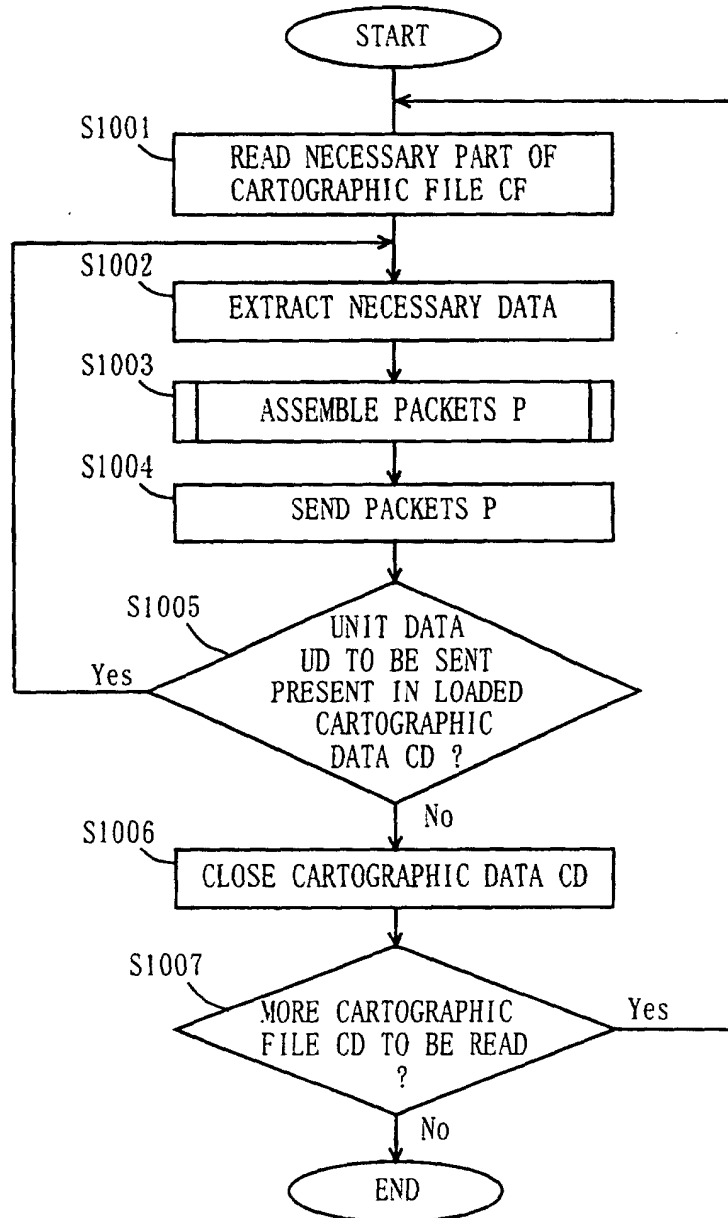 START
S1001
READ NECESSARY PART OF
CARTOGRAPHIC FILE CF
S1002
EXTRACT NECESSARY DATA
S1003
ASSEMBLE PACKETS P
S1004
SEND PACKETS P
S1005
UNIT DATA
UD TO BE SENT
PRESENT IN LOADED
CARTOGRAPHIC
DATA CD ?
Yes
No
S1006
CLOSE CARTOGRAPHIC DATA CD
S1007
MORE CARTOGRAPHIC
FILE CD TO BE READ
?
Yes
No
END